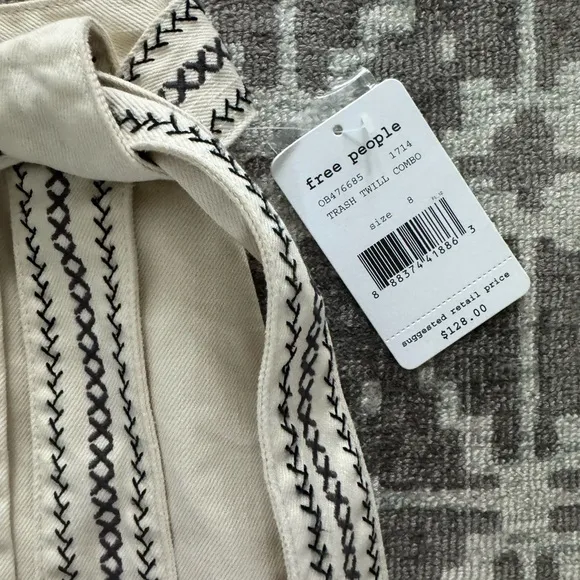 free people
OB476685 1714
TRASH TWILL COMBO
size 8
8 88374 41886 3
suggested retail price
$128.00